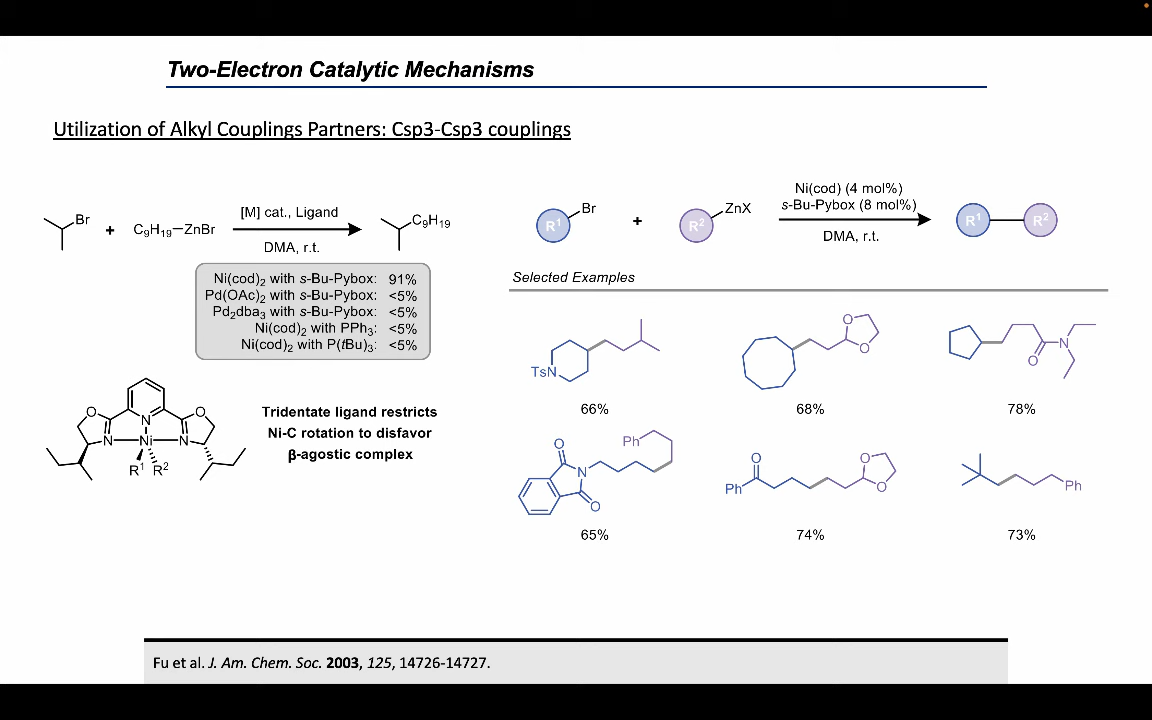 Two-Electron Catalytic Mechanisms
Utilization of Alkyl Couplings Partners: Csp3-Csp3 couplings
Br
+
C₉H₁₉—ZnBr
[M] cat., Ligand
DMA, r.t.
C₉H₁₉
Ni(cod)₂ with s-Bu-Pybox: 91%
Pd(OAc)₂ with s-Bu-Pybox: <5%
Pd₂dba₃ with s-Bu-Pybox: <5%
Ni(cod)₂ with PPh₃: <5%
Ni(cod)₂ with P(tBu)₃: <5%
O
O
N
N
Ni
N
R¹
R²
Tridentate ligand restricts
Ni-C rotation to disfavor
β-agostic complex
R¹
Br
+
R²
ZnX
Ni(cod) (4 mol%)
s-Bu-Pybox (8 mol%)
DMA, r.t.
R¹
R²
Selected Examples
TsN
66%
O
O
68%
O
N
78%
O
N
O
Ph
65%
O
Ph
O
O
74%
Ph
73%
Fu et al. J. Am. Chem. Soc. 2003, 125, 14726-14727.